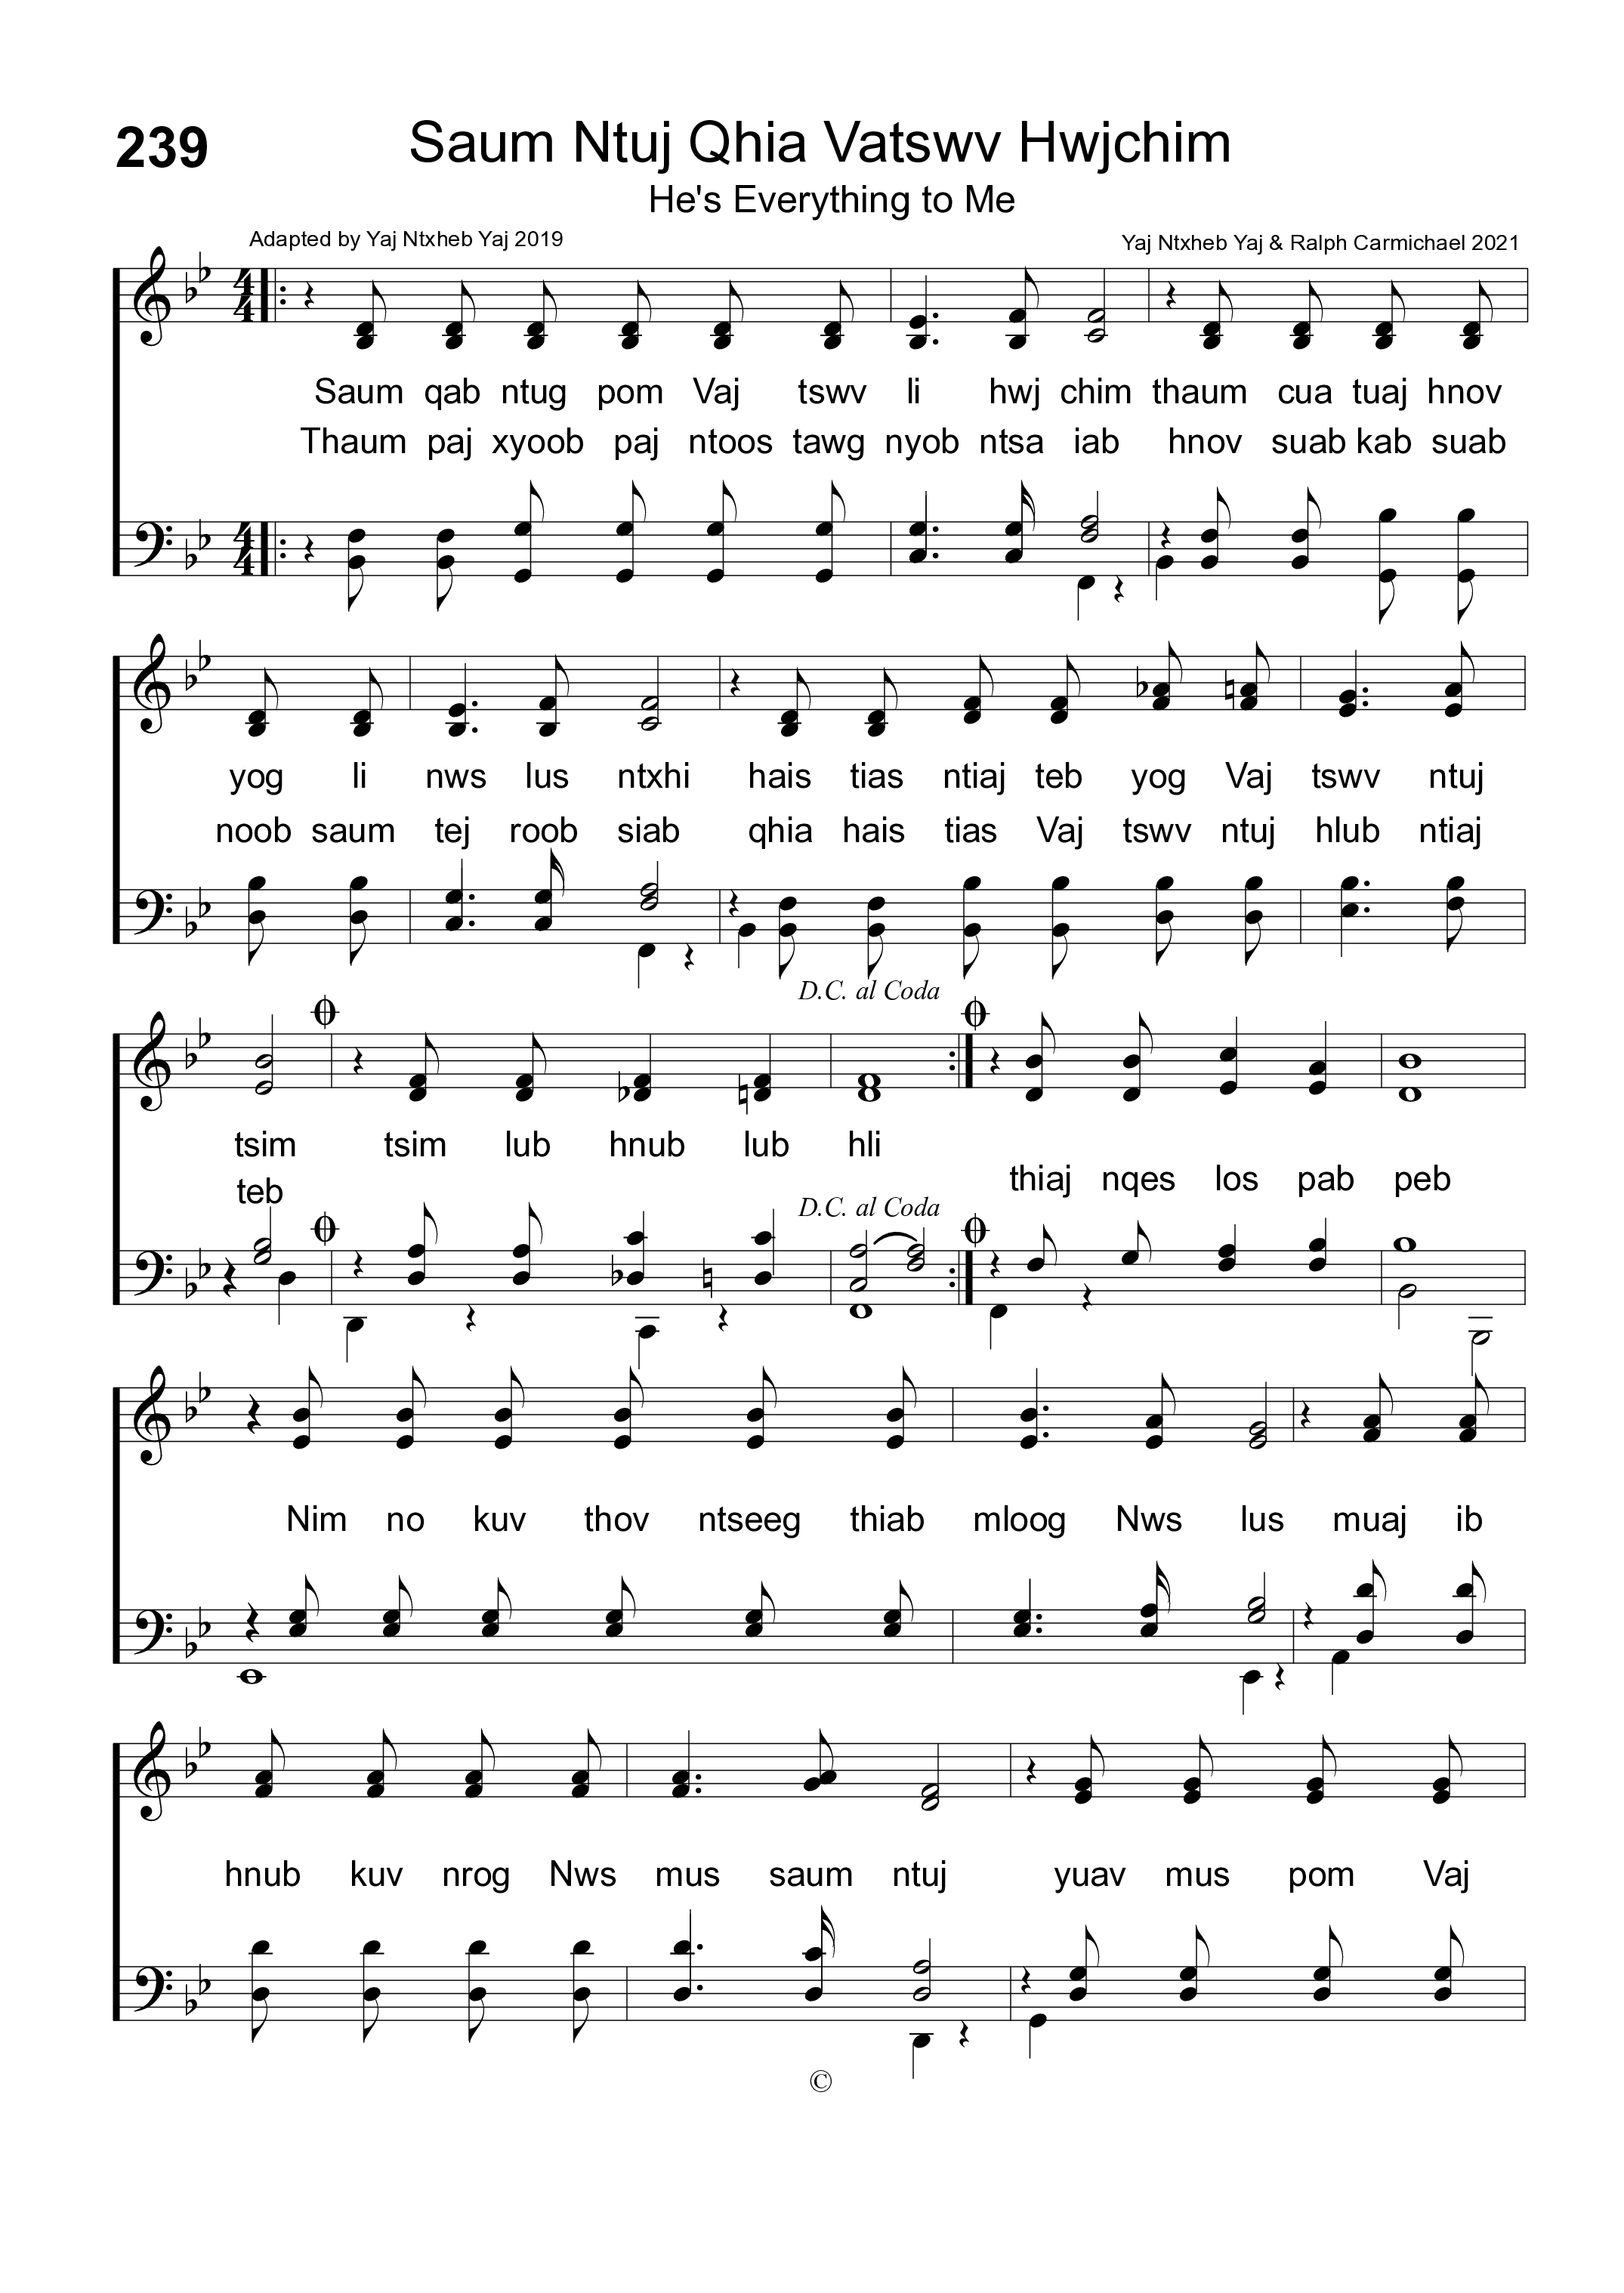 239
Saum Ntuj Qhia Vatswv Hwjchim
He's Everything to Me
Adapted by Yaj Ntxheb Yaj 2019
Yaj Ntxheb Yaj & Ralph Carmichael 2021
Saum qab ntug pom Vaj tswv li hwj chim thaum cua tuaj hnov
Thaum paj xyoob paj ntoos tawg nyob ntsa iab hnov suab kab suab
yog li nws lus ntxhi hais tias ntiaj teb yog Vaj tswv ntuj
noob saum tej roob siab qhia hais tias Vaj tswv ntuj hlub ntiaj
D.C. al Coda
tsim tsim lub hnub lub hli
teb
thiaj nqes los pab peb
D.C. al Coda
Nim no kuv thov ntseeg thiab mloog Nws lus muaj ib
hnub kuv nrog Nws mus saum ntuj yuav mus pom Vaj
©